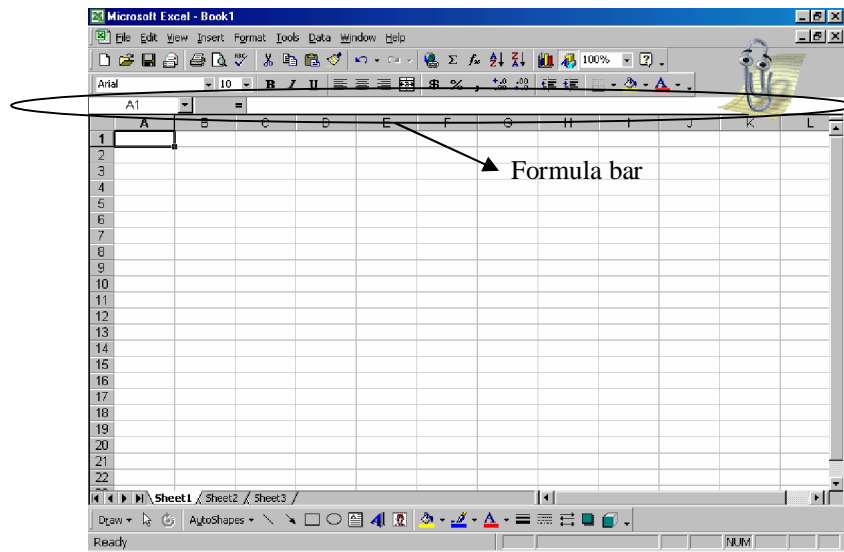 Microsoft Excel - Book1
File Edit View Insert Format Tools Data Window Help
100%
Arial 10 B I U $ % ,
A1 =
A B C D E F G H I J K L
1
2
3 Formula bar
4
5
6
7
8
9
10
11
12
13
14
15
16
17
18
19
20
21
22
Sheet1 Sheet2 Sheet3
Draw AutoShapes
Ready NUM